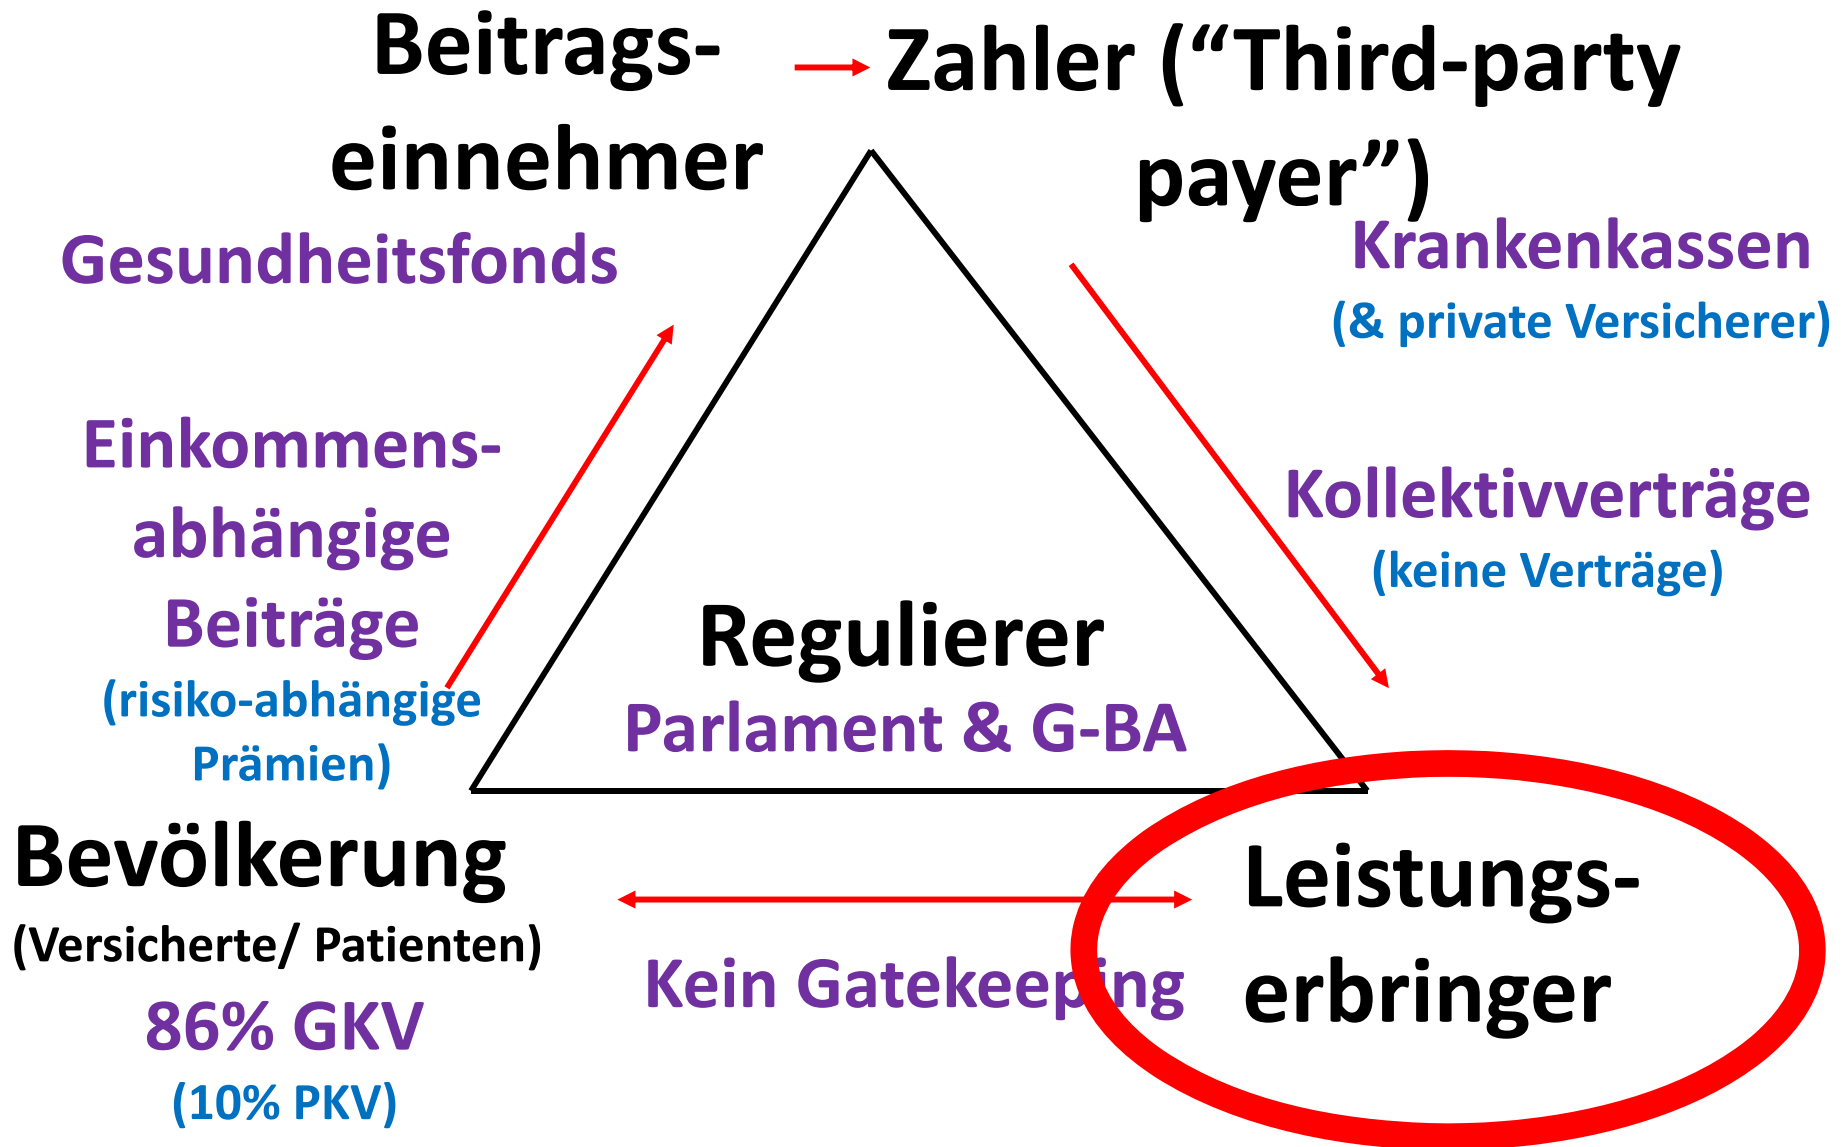 Beitrags-
einnehmer
Zahler (“Third-party
payer”)
Gesundheitsfonds
Krankenkassen
(& private Versicherer)
Einkommens-
abhängige
Beiträge
(risiko-abhängige
Prämien)
Kollektivverträge
(keine Verträge)
Regulierer
Parlament & G-BA
Bevölkerung
(Versicherte/ Patienten)
86% GKV
(10% PKV)
Kein Gatekeeping
Leistungs-
erbringer